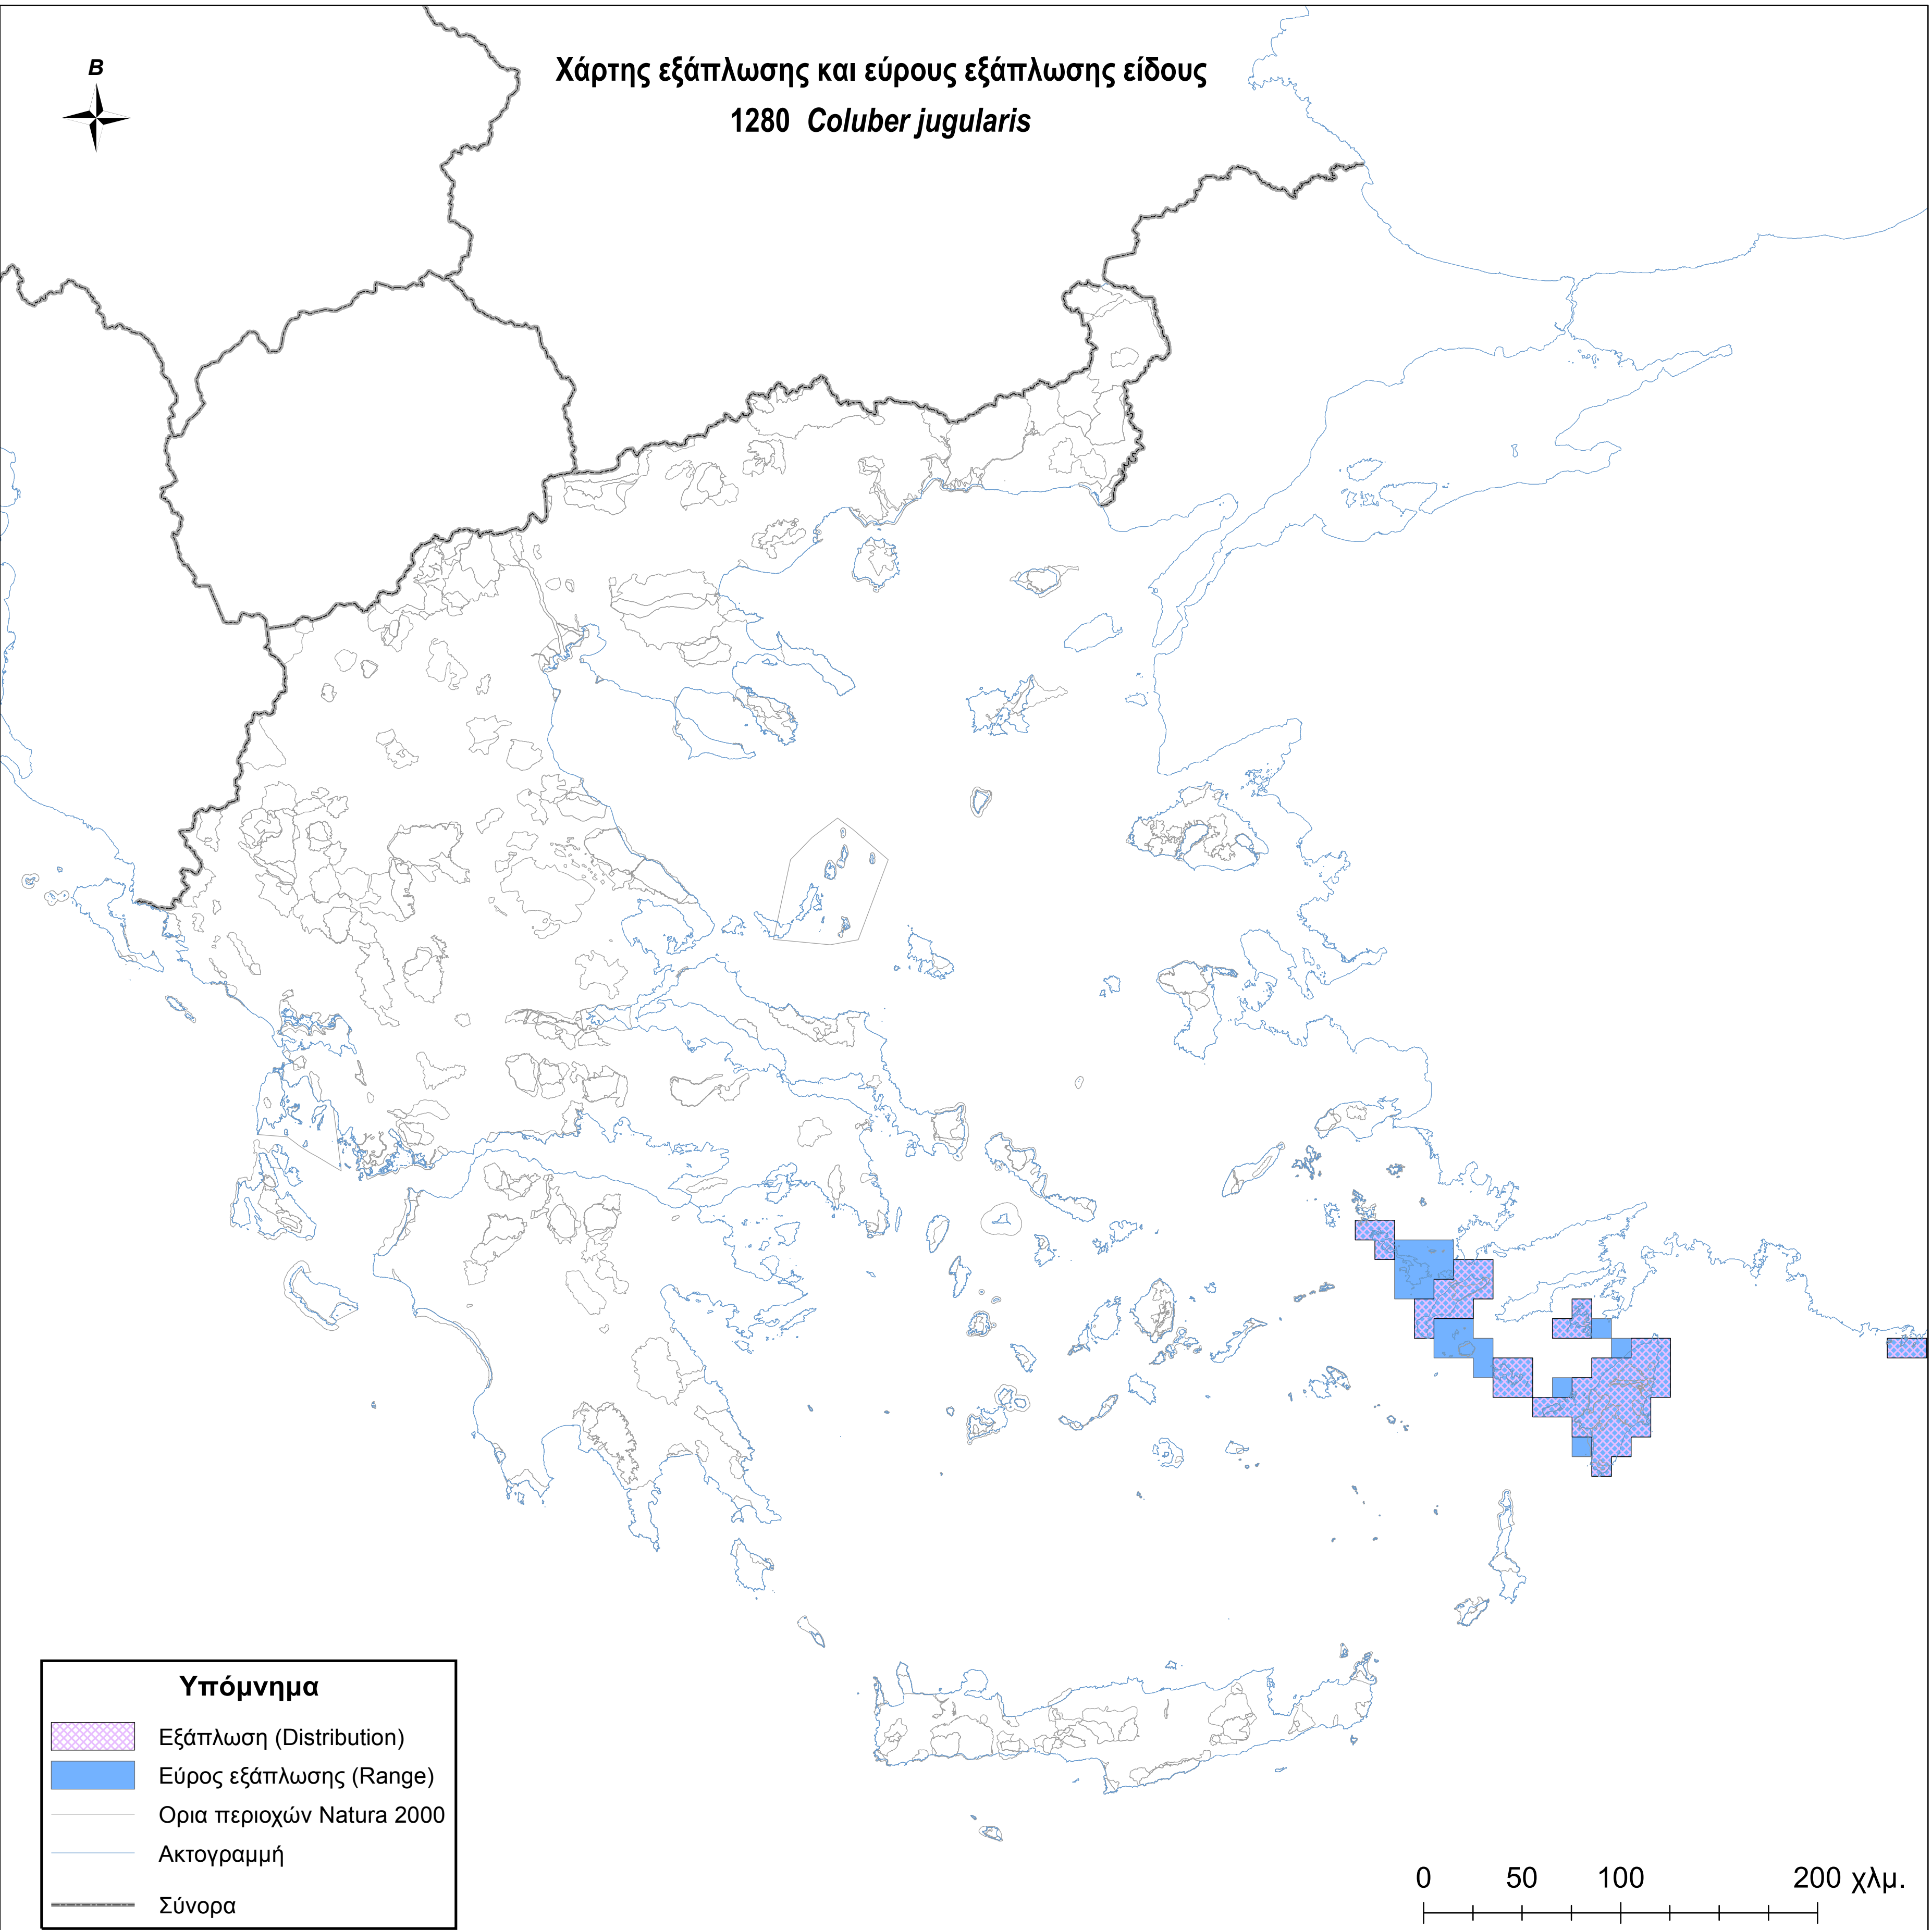 Χάρτης εξάπλωσης και εύρους εξάπλωσης είδους
1280 Coluber jugularis
Β
Υπόμνημα
Εξάπλωση (Distribution)
Εύρος εξάπλωσης (Range)
Ορια περιοχών Natura 2000
Ακτογραμμή
Σύνορα
0 50 100 200 χλμ.